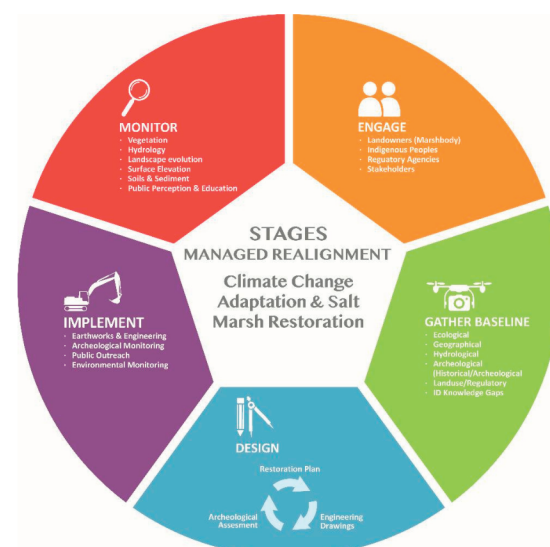 STAGES
MANAGED REALIGNMENT
Climate Change
Adaptation & Salt
Marsh Restoration
ENGAGE
· Landowners (Marshbody)
· Indigenous Peoples
· Reguatory Agencies
· Stakeholders
GATHER BASELINE
· Ecological
· Geographical
· Hydrological
· Archeological
(Historical/Archeological
· Landuse/Regulatory
· ID Knowledge Gaps
DESIGN
Restoration Plan
Engineering
Drawings
Archeological
Assesment
IMPLEMENT
· Earthworks & Engineering
· Archeological Monitoring
· Public Outreach
· Environmental Monitoring
MONITOR
· Vegetation
· Hydrology
· Landscape evolution
· Surface Elevation
· Soils & Sediment
· Public Perception & Education